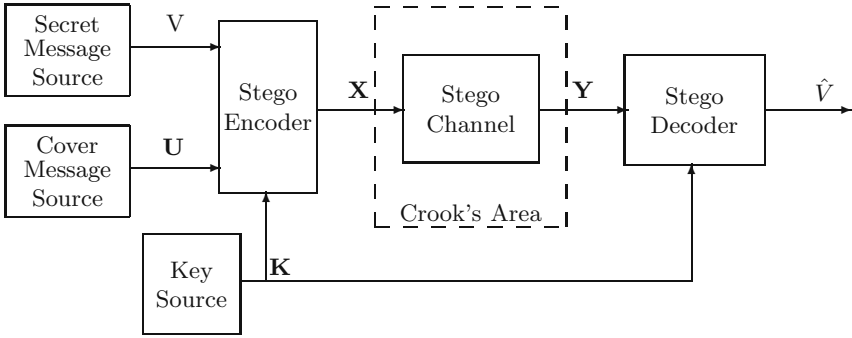 Secret
Message
Source
V
Cover
Message
Source
U
Stego
Encoder
X
Stego
Channel
Crook's Area
Y
Stego
Decoder
V̂
Key
Source
K